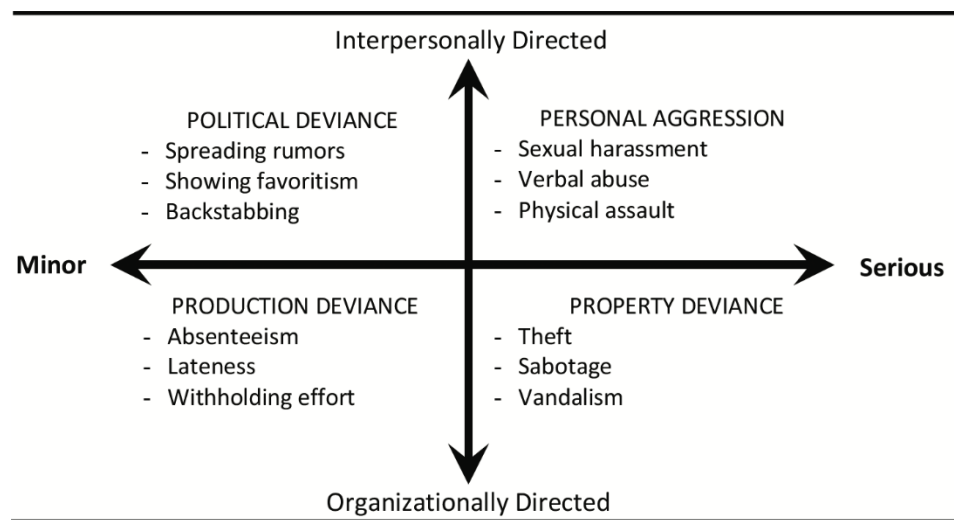 Interpersonally Directed
POLITICAL DEVIANCE
- Spreading rumors
- Showing favoritism
- Backstabbing
PERSONAL AGGRESSION
- Sexual harassment
- Verbal abuse
- Physical assault
Minor
Serious
PRODUCTION DEVIANCE
- Absenteeism
- Lateness
- Withholding effort
PROPERTY DEVIANCE
- Theft
- Sabotage
- Vandalism
Organizationally Directed